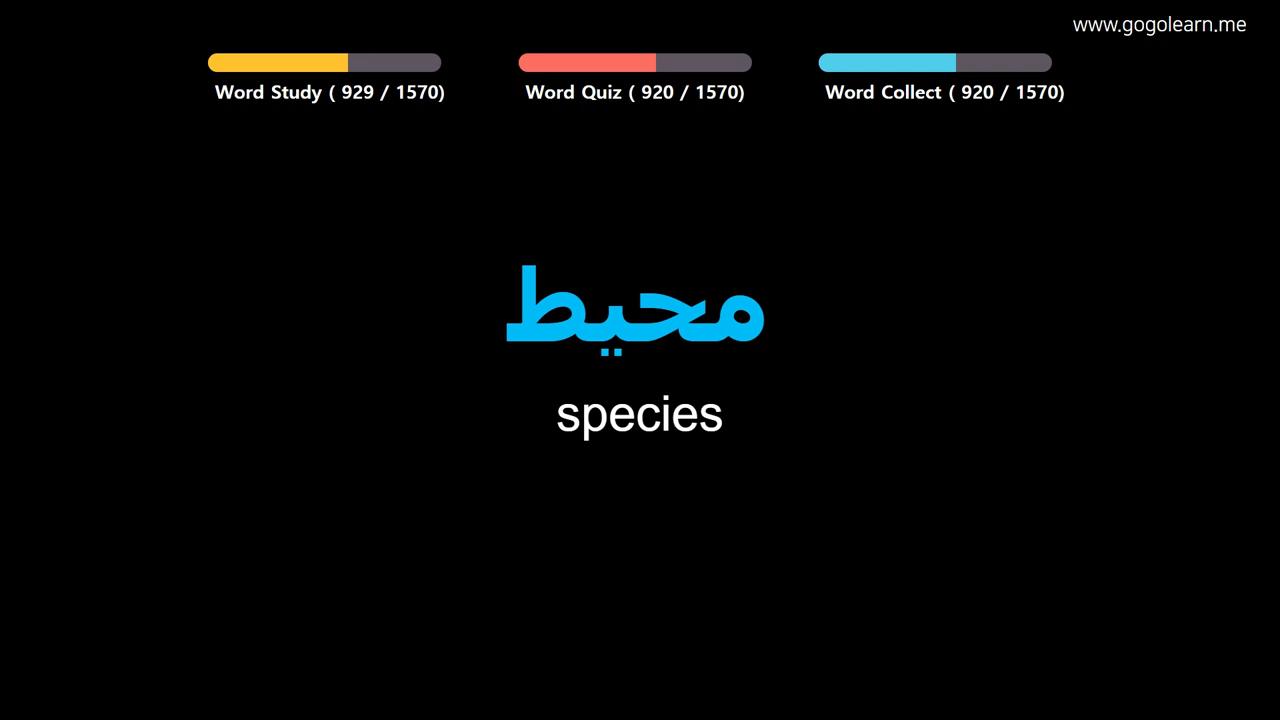 www.gogolearn.me
Word Study ( 929 / 1570)
Word Quiz ( 920 / 1570)
Word Collect ( 920 / 1570)
محيط
species